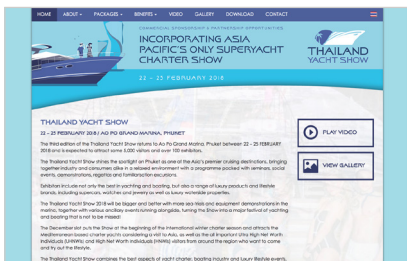 HOME ABOUT PACKAGES BENEFITS VIDEO GALLERY DOWNLOAD CONTACT
COMMERCIAL SPONSORSHIP & PARTNERSHIP OPPORTUNITIES
INCORPORATING ASIA
PACIFIC'S ONLY SUPERYACHT
CHARTER SHOW
22 - 25 FEBRUARY 2018
THAILAND
YACHT SHOW
THAILAND YACHT SHOW
22 - 25 FEBRUARY 2018 / AO PO GRAND MARINA, PHUKET
The third edition of the Thailand Yacht Show returns to Ao Po Grand Marina, Phuket between 22 - 25 FEBRUARY,
2018 and is expected to attract some 5,000 visitors and over 100 exhibitors.
The Thailand Yacht Show shines the spotlight on Phuket as one of the Asia's premier cruising destinations, bringing
together industry and consumers alike in a relaxed environment with a programme packed with seminars, social
events, demonstrations, regattas and familiarisation excursions.
Exhibitors include not only the best in yachting and boating, but also a range of luxury products and lifestyle
brands, including supercars, watches and jewelry as well as luxury waterside properties.
The Thailand Yacht Show 2018 will be bigger and better with more sea trials and equipment demonstrations in the
marina, together with various ancillary events running alongside, turning the Show into a major festival of yachting
and boating that is not to be missed!
The December slot puts the Show at the beginning of the international winter charter season and attracts the
Mediterranean based charter yachts considering a visit to Asia, as well as the all important Ultra High Net Worth
Individuals (UHNWIs) and High Net Worth Individuals (HNWIs) visitors from around the region who want to come
and try out the lifestyle.
The Thailand Yacht Show combines the best aspects of yacht charter, boating industry and luxury lifestyle events,
PLAY VIDEO
VIEW GALLERY